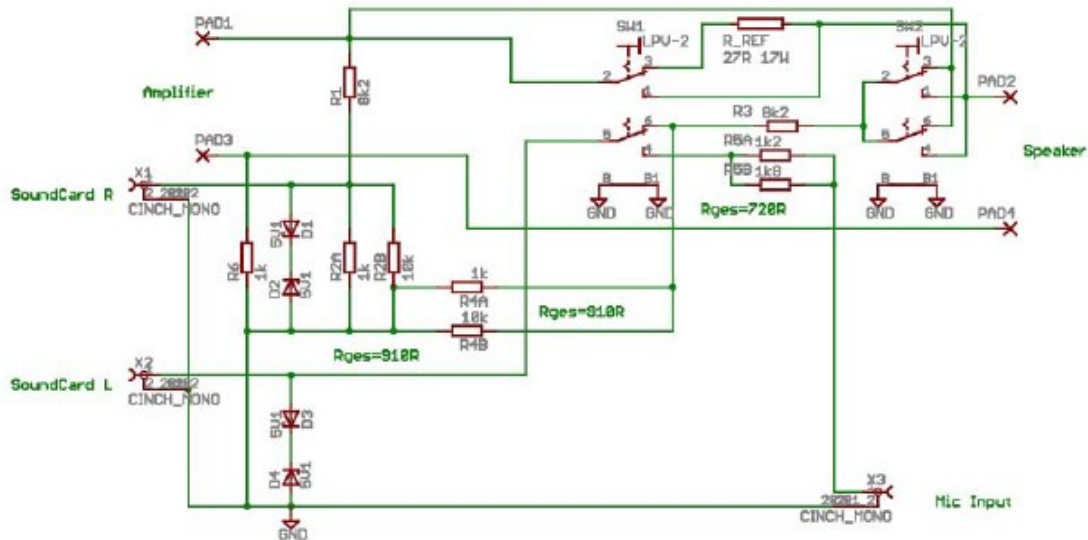 PAD1
SW1
LPV-2
R_REF
27R 17W
SW2
LPV-2
3
2
1
3
2
1
R1
8k2
PAD2
Amplifier
R3
8k2
6
5
4
6
5
4
R5A
1k2
Speaker
PAD3
R5B
1k8
X1
SoundCard R
CINCH_MONO
B
B1
GND
GND
Rges=720R
B
B1
GND
GND
PAD4
5V1
D1
R6
1k
R2A
1k
R2B
10k
D2
5V1
1k
R4A
10k
R4B
Rges=910R
Rges=910R
X2
SoundCard L
CINCH_MONO
5V1
D3
D4
5V1
GND
X3
Mic Input
CINCH_MONO